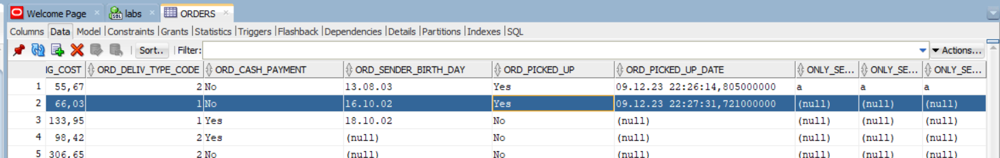 Welcome Page × labs × ORDERS ×
Columns Data Model |Constraints |Grants |Statistics |Triggers |Flashback |Dependencies |Details |Partitions |Indexes |SQL
Sort.. Filter: Actions...
IG_COST ORD_DELIV_TYPE_CODE ORD_CASH_PAYMENT ORD_SENDER_BIRTH_DAY ORD_PICKED_UP ORD_PICKED_UP_DATE ONLY_SE... ONLY_SE... ONLY_SE...
1 55,67 2 No 13.08.03 Yes 09.12.23 22:26:14,805000000 a a a
2 66,03 1 No 16.10.02 Yes 09.12.23 22:27:31,721000000 (null) (null) (null)
3 133,95 1 Yes 18.10.02 No (null) (null) (null) (null)
4 98,42 2 Yes (null) No (null) (null) (null) (null)
5 306,65 2 No (null) No (null) (null) (null) (null)